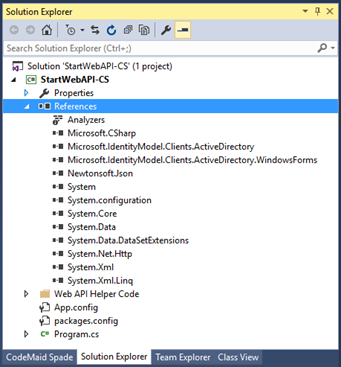 Solution Explorer
Search Solution Explorer (Ctrl+;)
Solution 'StartWebAPI-CS' (1 project)
StartWebAPI-CS
Properties
References
Analyzers
Microsoft.CSharp
Microsoft.IdentityModel.Clients.ActiveDirectory
Microsoft.IdentityModel.Clients.ActiveDirectory.WindowsForms
Newtonsoft.Json
System
System.configuration
System.Core
System.Data
System.Data.DataSetExtensions
System.Net.Http
System.Xml
System.Xml.Linq
Web API Helper Code
App.config
packages.config
C# Program.cs
CodeMaid Spade Solution Explorer Team Explorer Class View